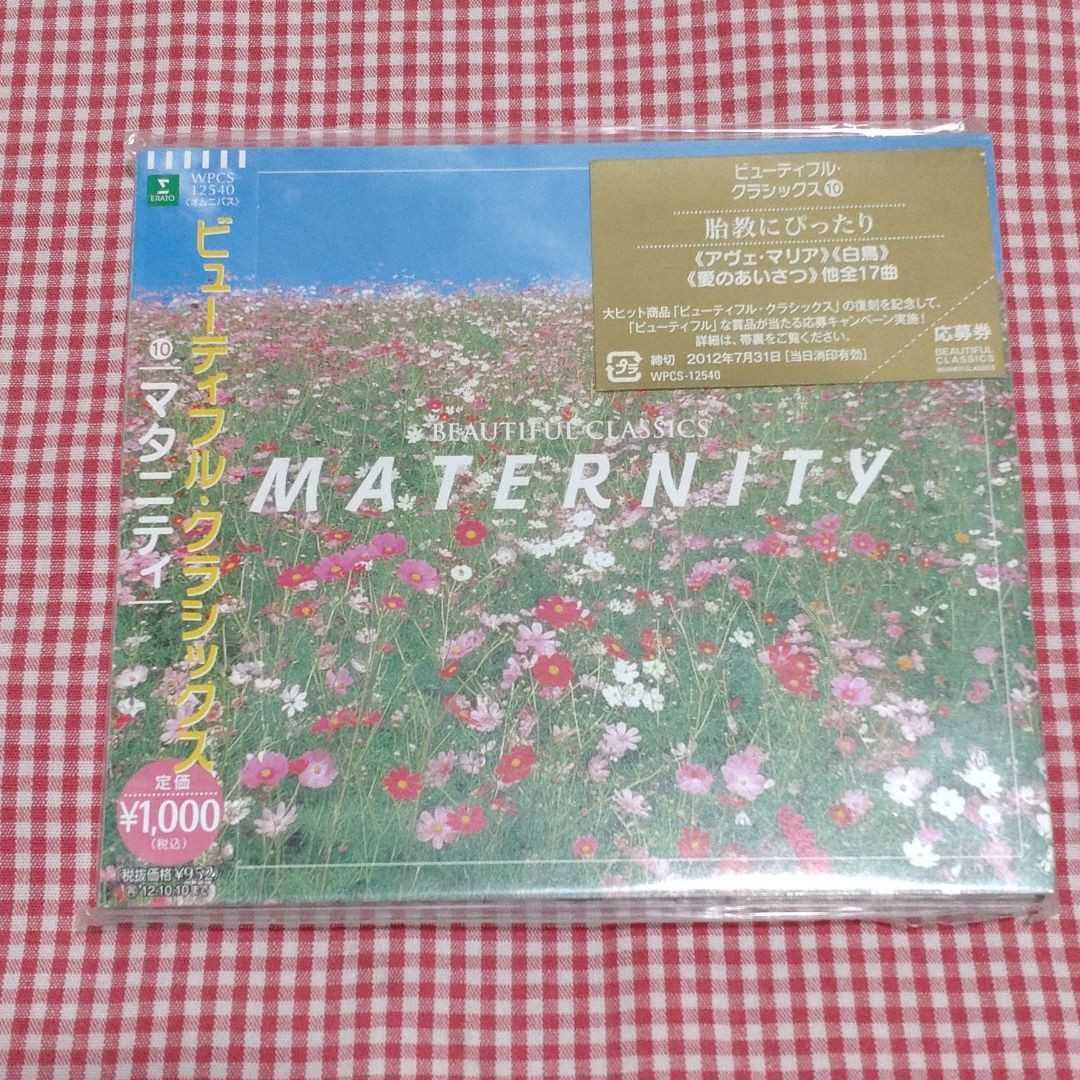 WPCS-
12540
〈オムニバス〉
ERATO
ビューティフル・クラシックス
⑩
マタニティ
定価
¥1,000
(税込)
税抜価格 ¥952
'12・10・10まで
ビューティフル・
クラシックス⑩
胎教にぴったり
《アヴェ・マリア》《白鳥》
《愛のあいさつ》他全17曲
大ヒット商品「ビューティフル・クラシックス」の復刻を記念して、
「ビューティフル」な賞品が当たる応募キャンペーン実施!
詳細は、帯裏をご覧ください。
締切 2012年7月31日[当日消印有効]
WPCS-12540
応募券
BEAUTIFUL
CLASSICS
BEAUTIFUL CLASSICS
MATERNITY